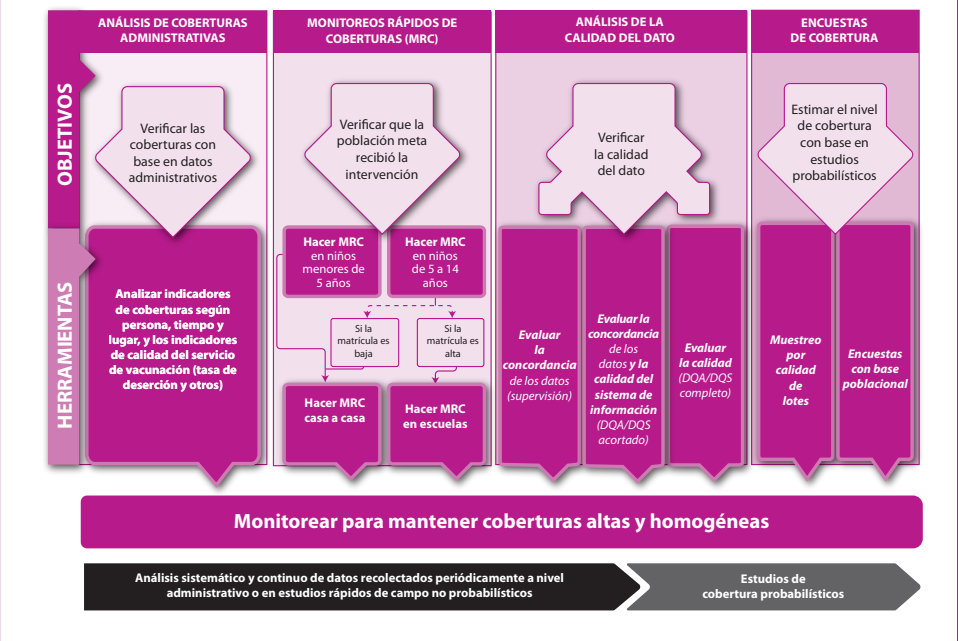 ANÁLISIS DE COBERTURAS
ADMINISTRATIVAS
MONITOREOS RÁPIDOS DE
COBERTURAS (MRC)
ANÁLISIS DE LA
CALIDAD DEL DATO
ENCUESTAS
DE COBERTURA
OBJETIVOS
Verificar las
coberturas con
base en datos
administrativos
Verificar que la
población meta
recibió la
intervención
Verificar
la calidad
del dato
Estimar el nivel
de cobertura
con base en
estudios
probabilísticos
HERRAMIENTAS
Analizar indicadores
de coberturas según
persona, tiempo y
lugar, y los indicadores
de calidad del servicio
de vacunación (tasa de
deserción y otros)
Hacer MRC
en niños
menores de
5 años
Hacer MRC
en niños
de 5 a 14
años
Si la
matrícula es
baja
Si la
matrícula es
alta
Hacer MRC
casa a casa
Hacer MRC
en escuelas
Evaluar
la
concordancia
de los datos
(supervisión)
Evaluar la
concordancia
de los
datos y la
calidad del
sistema de
información
(DQA/DQS
acortado)
Evaluar
la calidad
(DQA/DQS
completo)
Muestreo
por
calidad
de
lotes
Encuestas
con base
poblacional
Monitorear para mantener coberturas altas y homogéneas
Análisis sistemático y continuo de datos recolectados periódicamente a nivel
administrativo o en estudios rápidos de campo no probabilísticos
Estudios de
cobertura probabilísticos